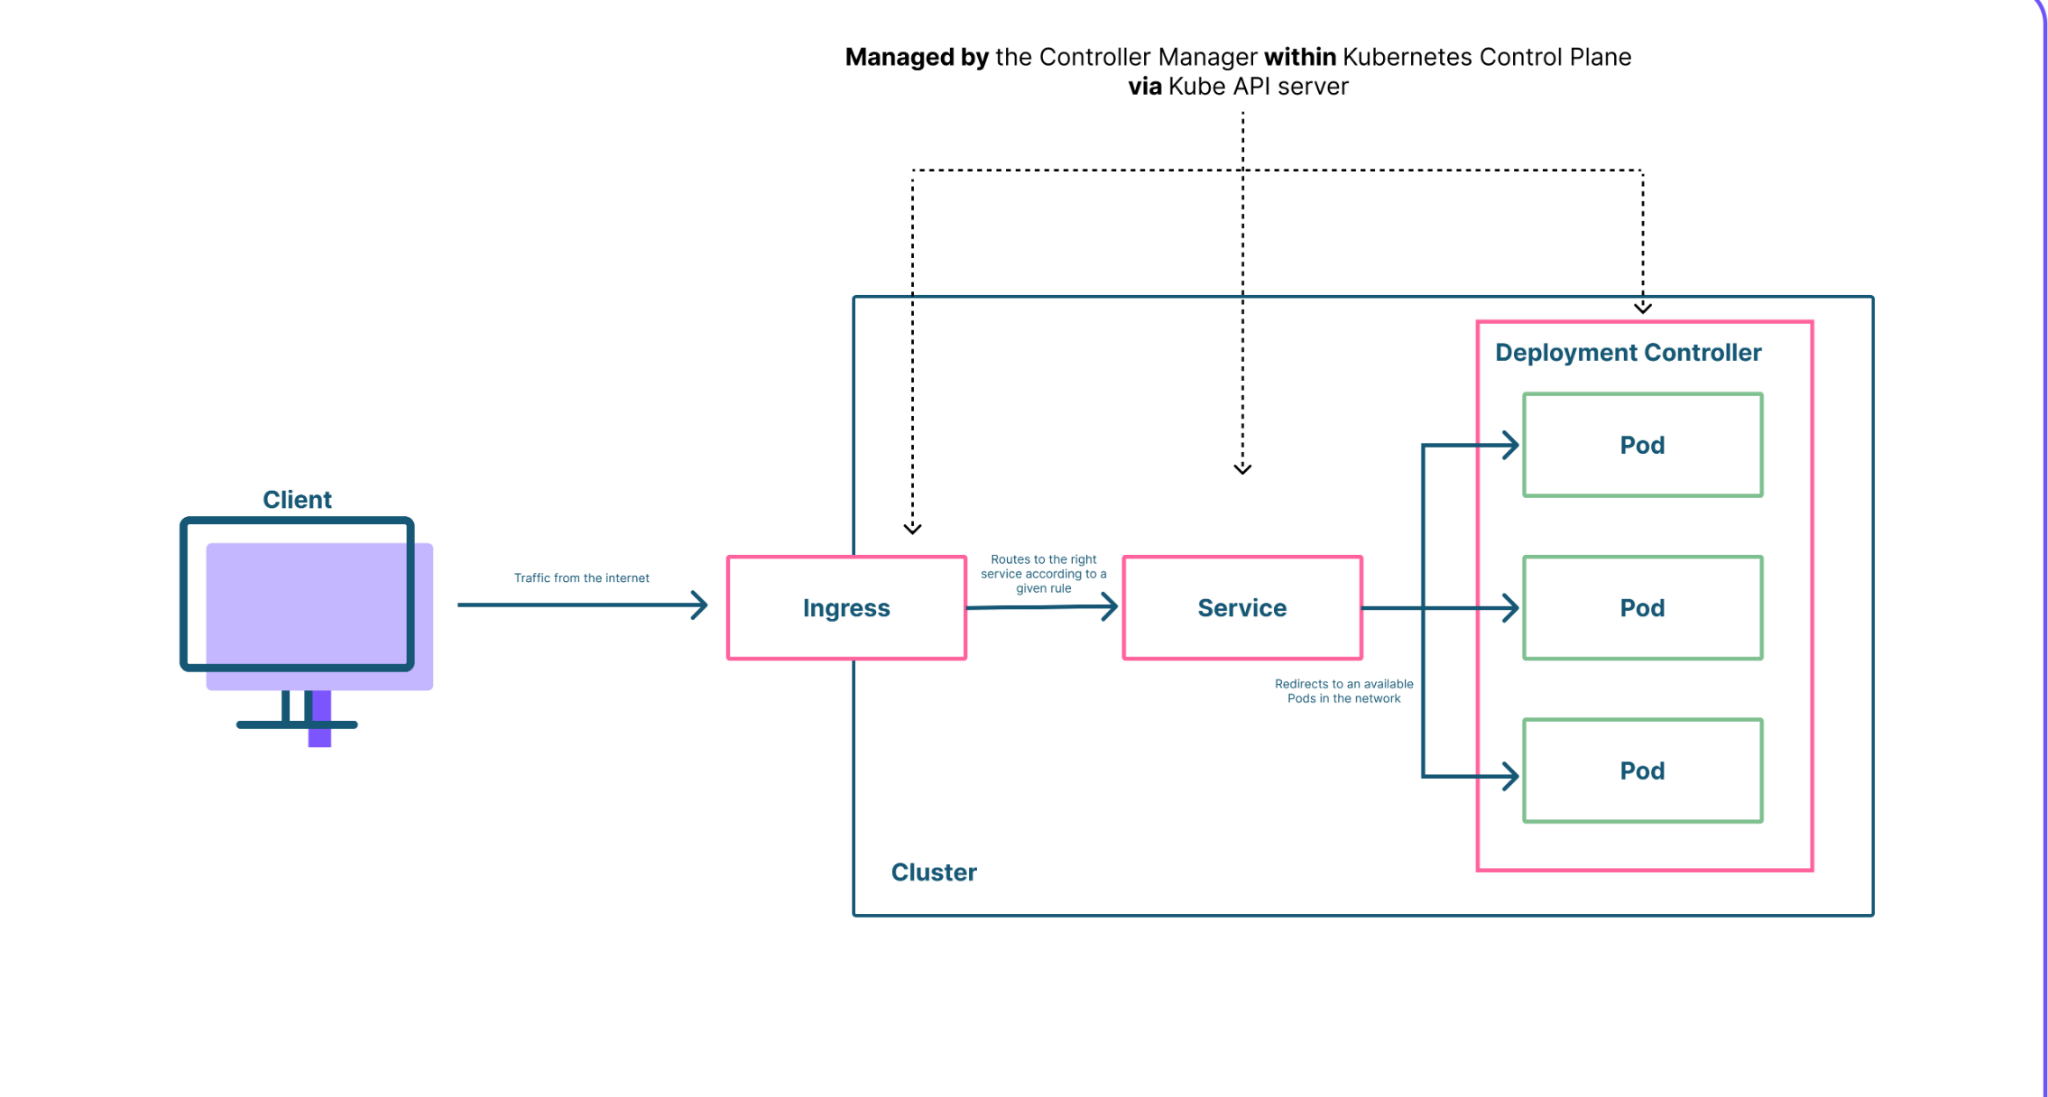 Managed by the Controller Manager within Kubernetes Control Plane
via Kube API server
Deployment Controller
Pod
Client
Traffic from the internet
Ingress
Routes to the right
service according to a
given rule
Service
Pod
Redirects to an available
Pods in the network
Pod
Cluster